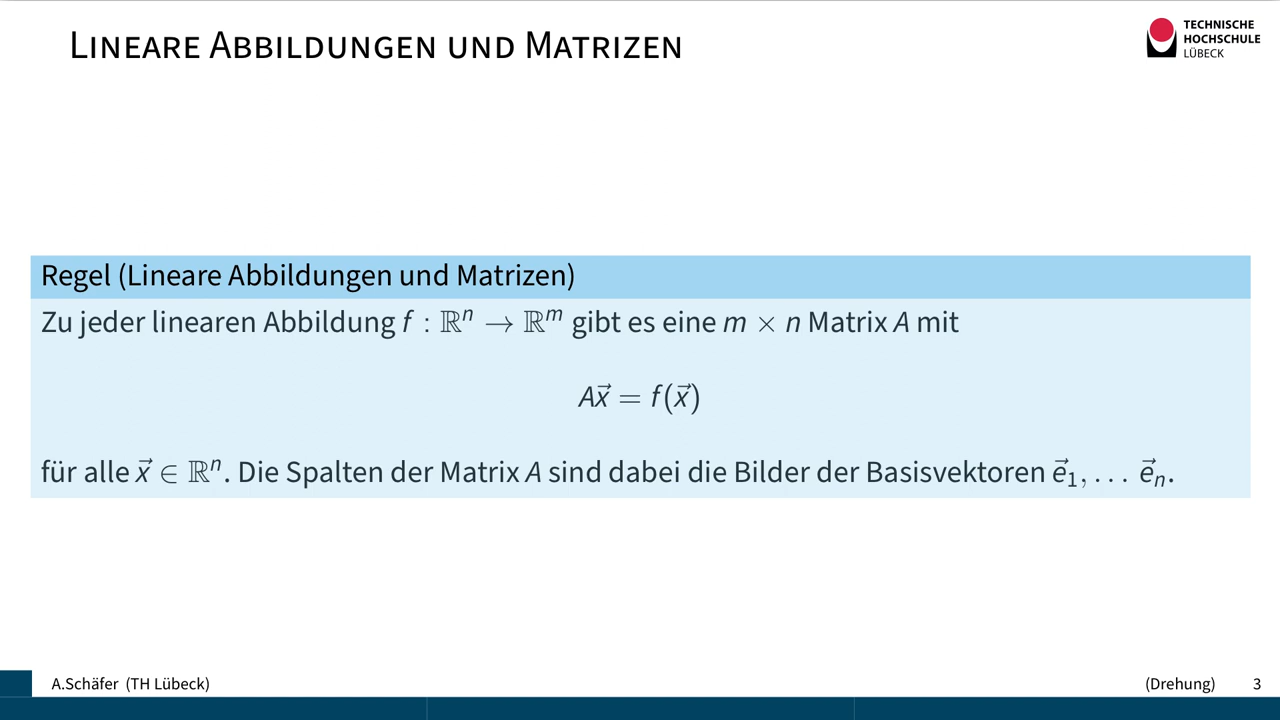 Lineare Abbildungen und Matrizen
TECHNISCHE
HOCHSCHULE
LÜBECK
Regel (Lineare Abbildungen und Matrizen)
Zu jeder linearen Abbildung f : ℝⁿ → ℝᵐ gibt es eine m × n Matrix A mit
Ax⃗ = f(x⃗)
für alle x⃗ ∈ ℝⁿ. Die Spalten der Matrix A sind dabei die Bilder der Basisvektoren e⃗₁, … e⃗ₙ.
A.Schäfer (TH Lübeck) (Drehung) 3